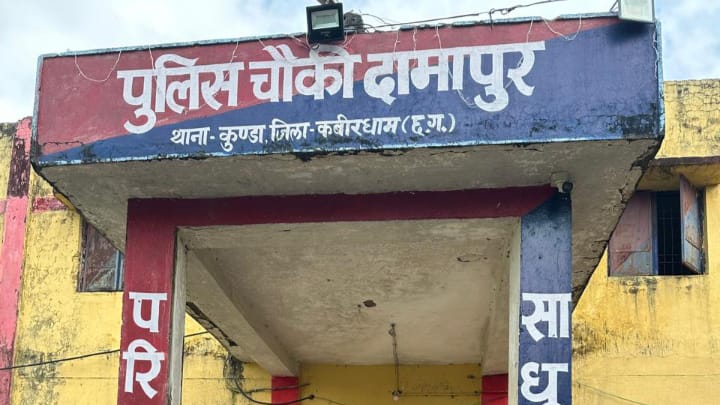 पुलिस चौकी दामापुर
थाना- कुण्डा, जिला-कबीरधाम (छ.ग.)
प
रि
सा
धु